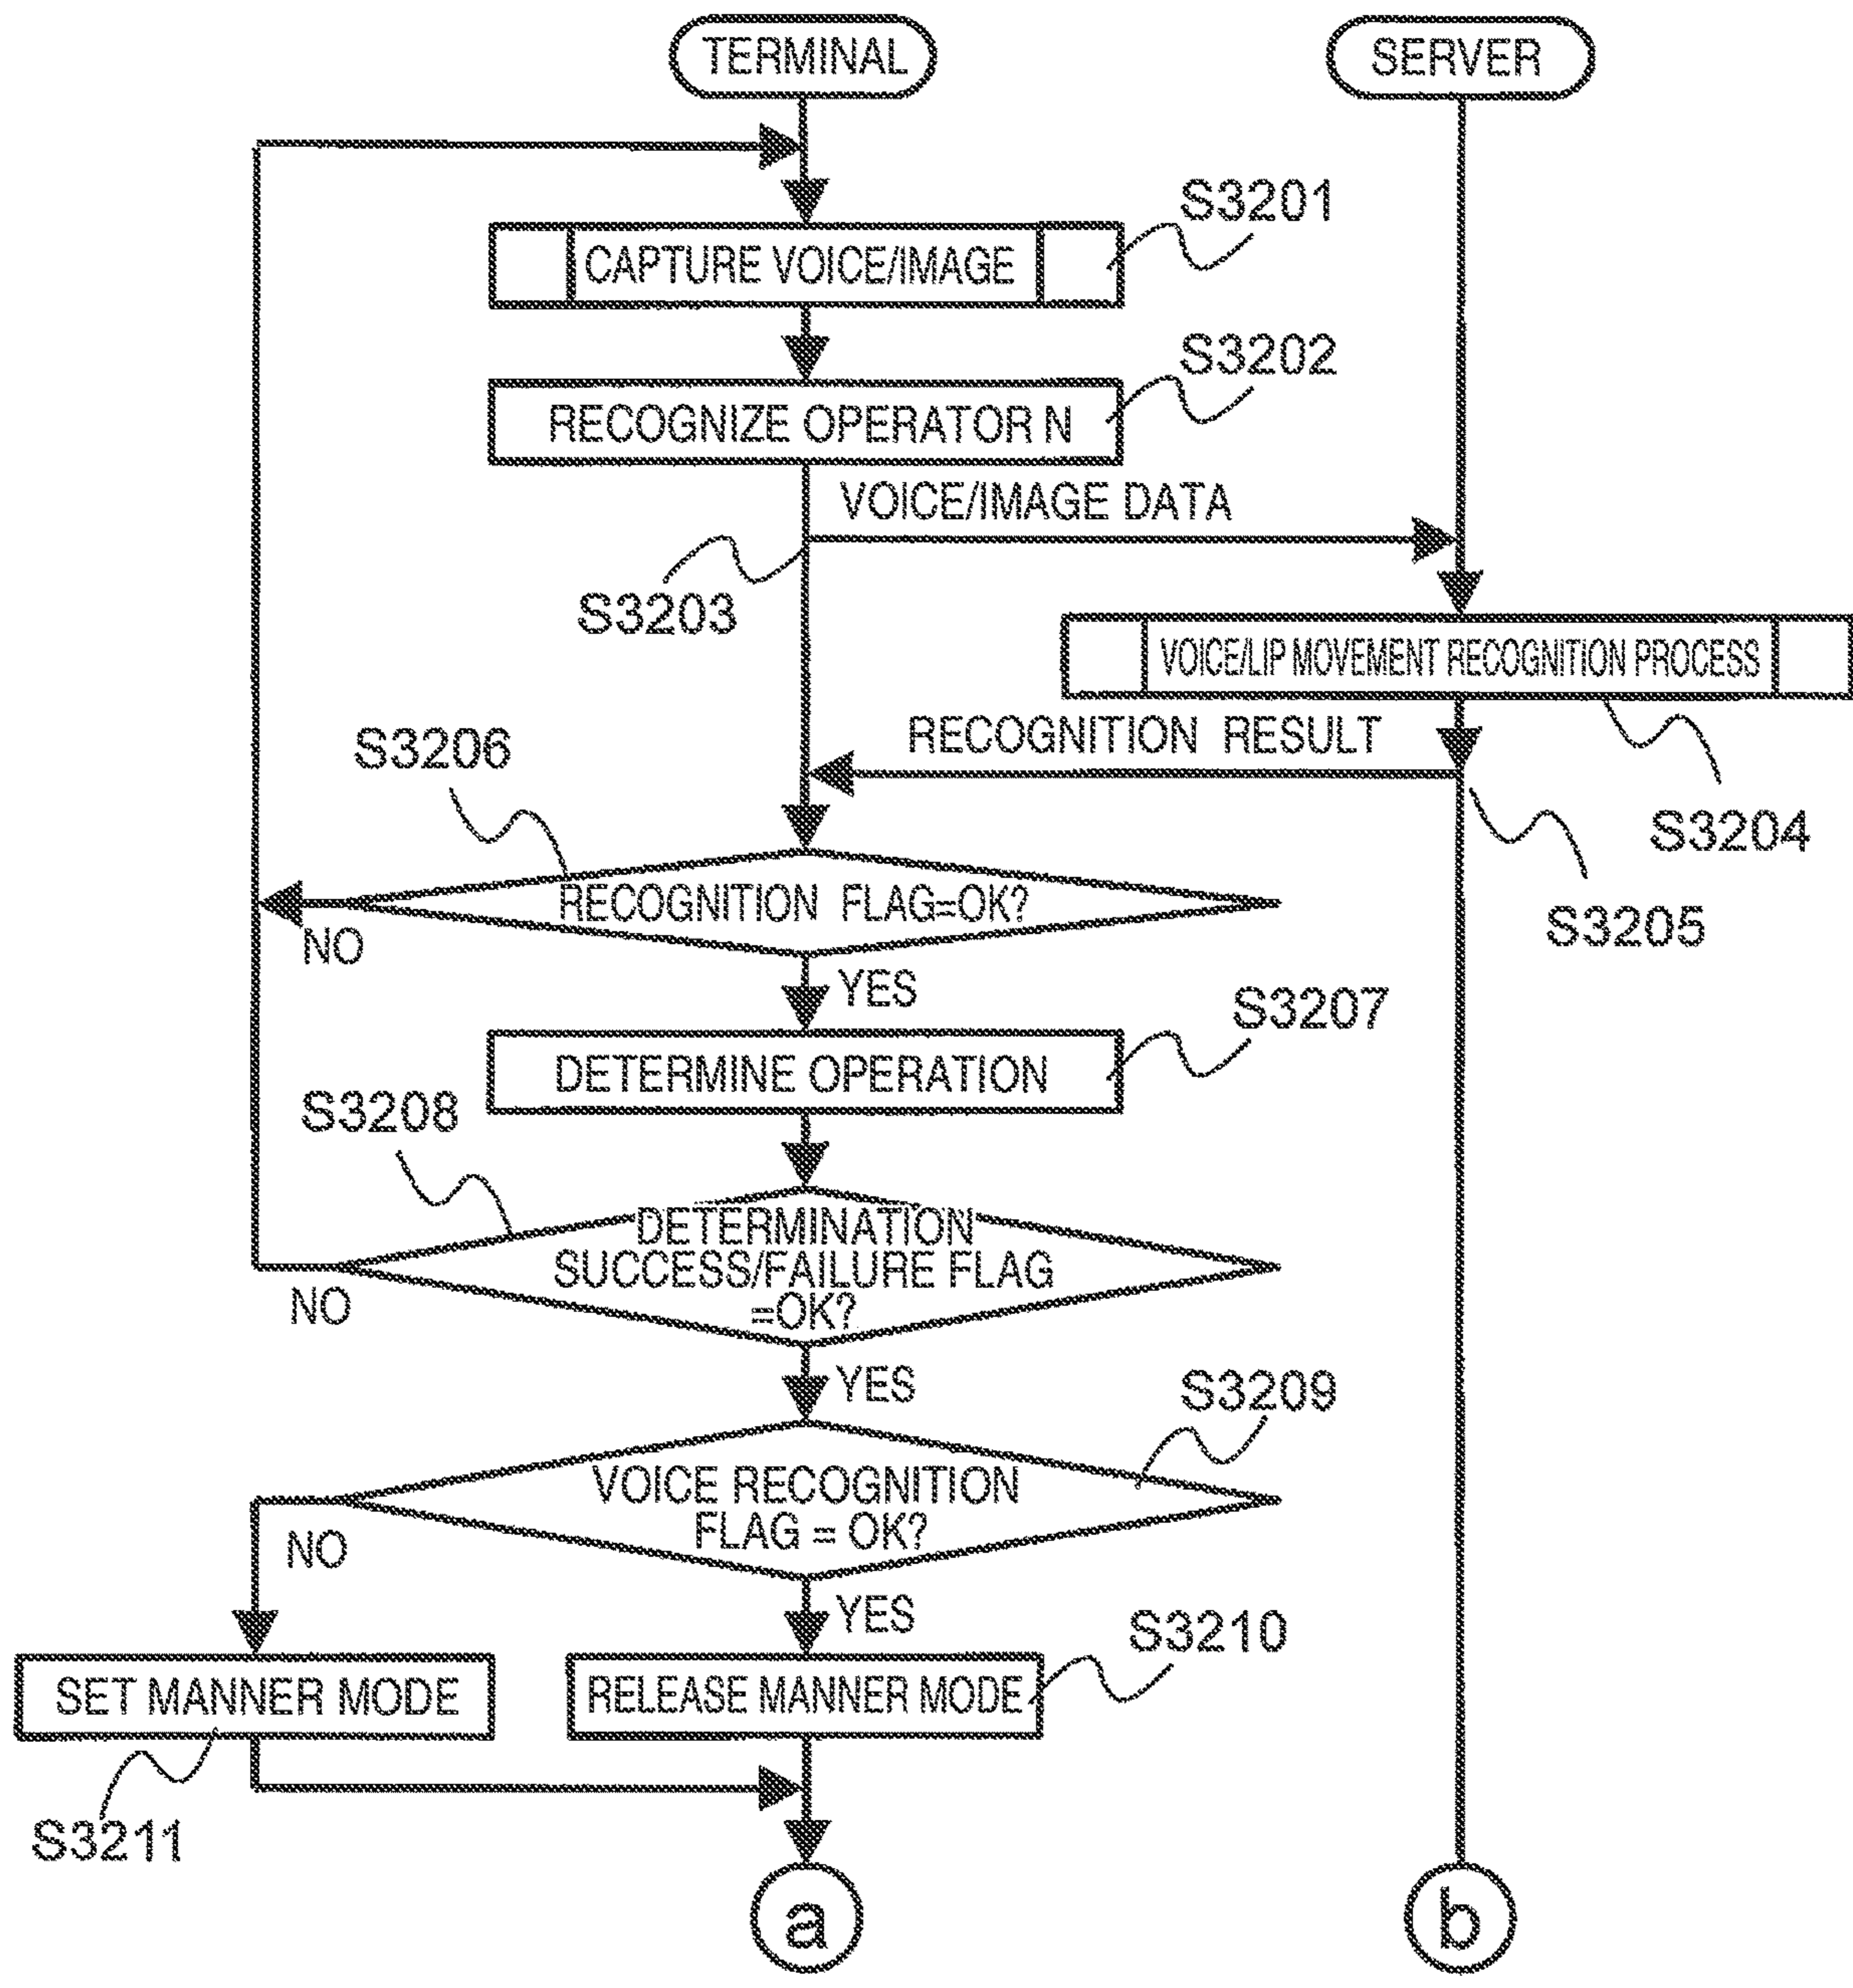 TERMINAL
SERVER
S3201
CAPTURE VOICE/IMAGE
S3202
RECOGNIZE OPERATOR N
VOICE/IMAGE DATA
S3203
VOICE/LIP MOVEMENT RECOGNITION PROCESS
RECOGNITION RESULT
S3206
S3204
RECOGNITION FLAG=OK?
S3205
NO
YES
S3207
DETERMINE OPERATION
S3208
DETERMINATION
SUCCESS/FAILURE FLAG
=OK?
NO
YES
S3209
VOICE RECOGNITION
FLAG = OK?
NO
YES
S3210
SET MANNER MODE
RELEASE MANNER MODE
S3211
a
b